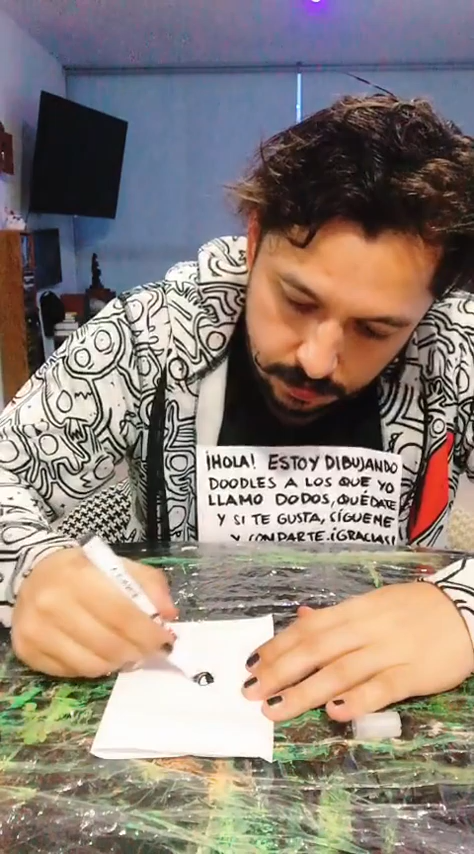 ¡HOLA! ESTOY DIBUJANDO
DOODLES A LOS QUE YO
LLAMO DODOS, QUÉDATE
Y SI TE GUSTA, SÍGUEME
Y COMPARTE. ¡GRACIAS!